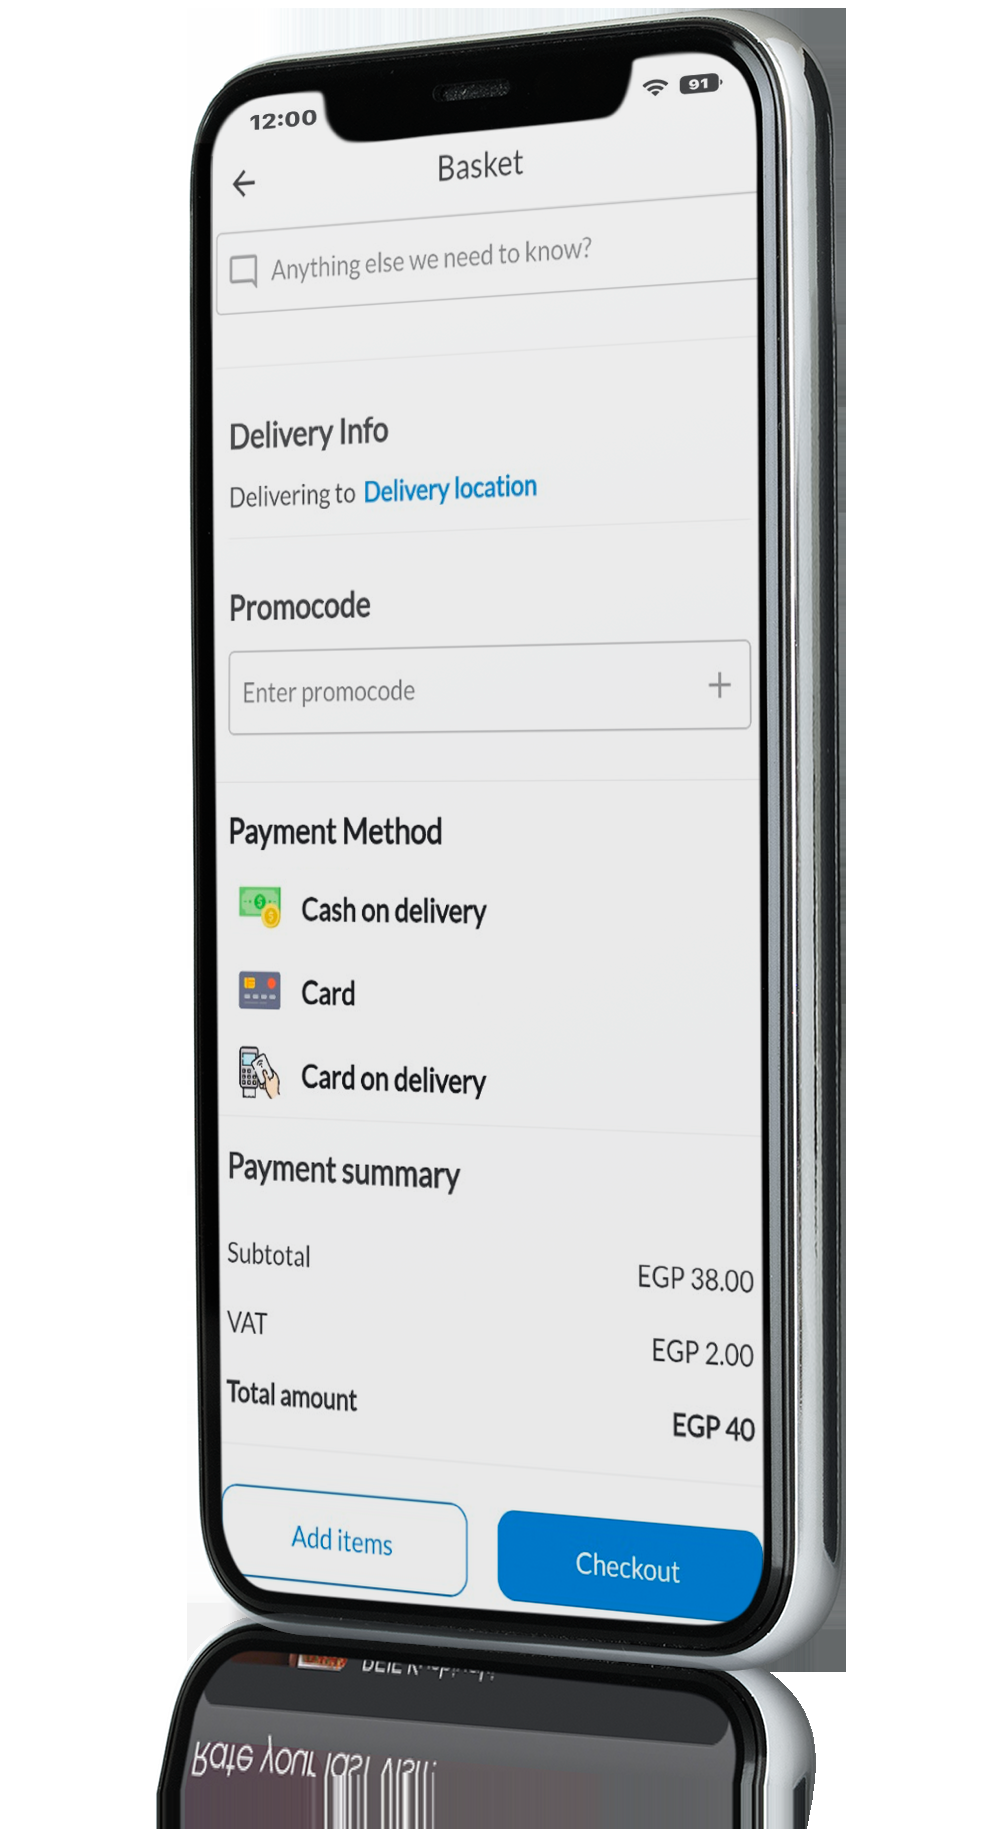 12:00
91
Basket
Anything else we need to know?
Delivery Info
Delivering to Delivery location
Promocode
Enter promocode
Payment Method
Cash on delivery
Card
Card on delivery
Payment summary
Subtotal
EGP 38.00
VAT
EGP 2.00
Total amount
EGP 40
Add items
Checkout
Rate your last visit: